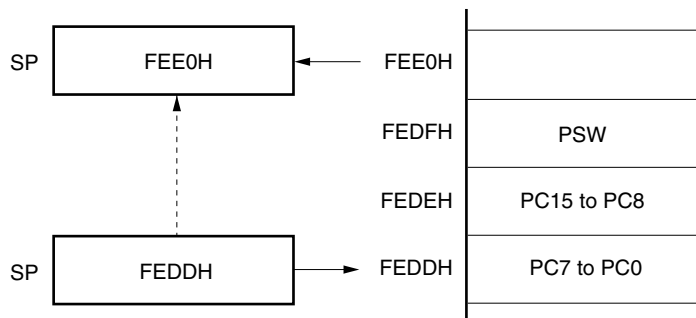 SP FEE0H FEE0H
FEDFH PSW
FEDEH PC15 to PC8
SP FEDDH FEDDH PC7 to PC0